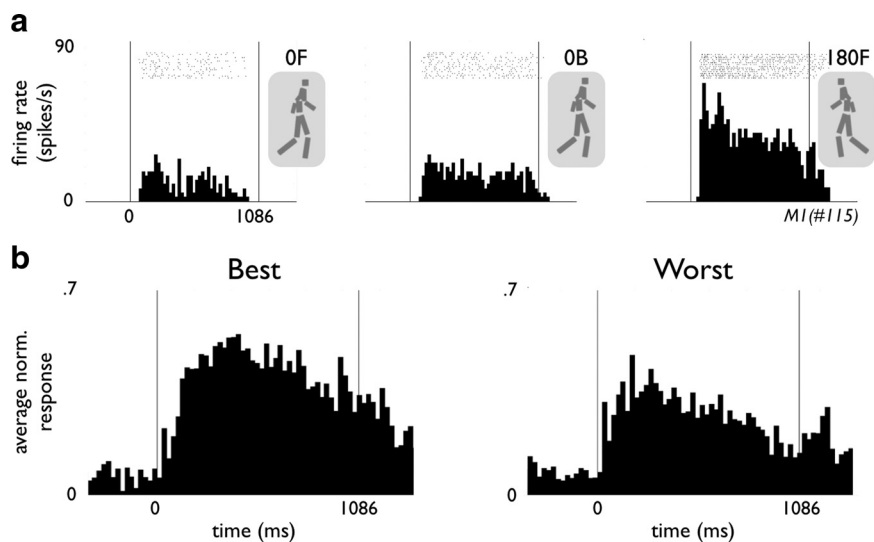 a
90
0F
0B
180F
firing rate
(spikes/s)
0
0
1086
M1(#115)
b
Best
Worst
.7
.7
average norm.
response
0
0
0
1086
0
1086
time (ms)
time (ms)